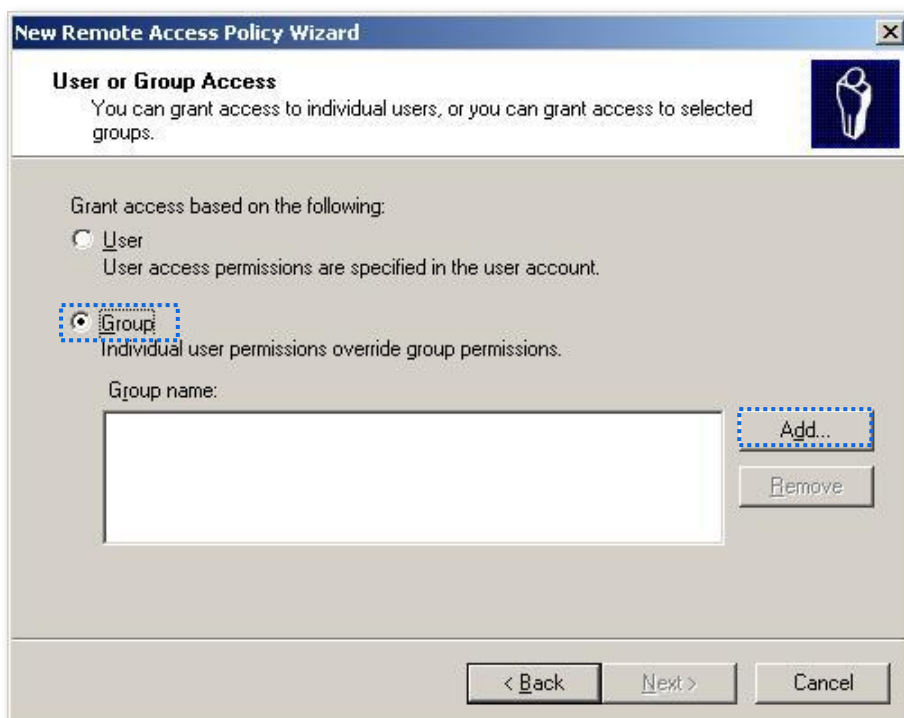 New Remote Access Policy Wizard
User or Group Access
You can grant access to individual users, or you can grant access to selected
groups.
Grant access based on the following:
User
User access permissions are specified in the user account.
Group
Individual user permissions override group permissions.
Group name:
Add...
Remove
< Back
Next >
Cancel